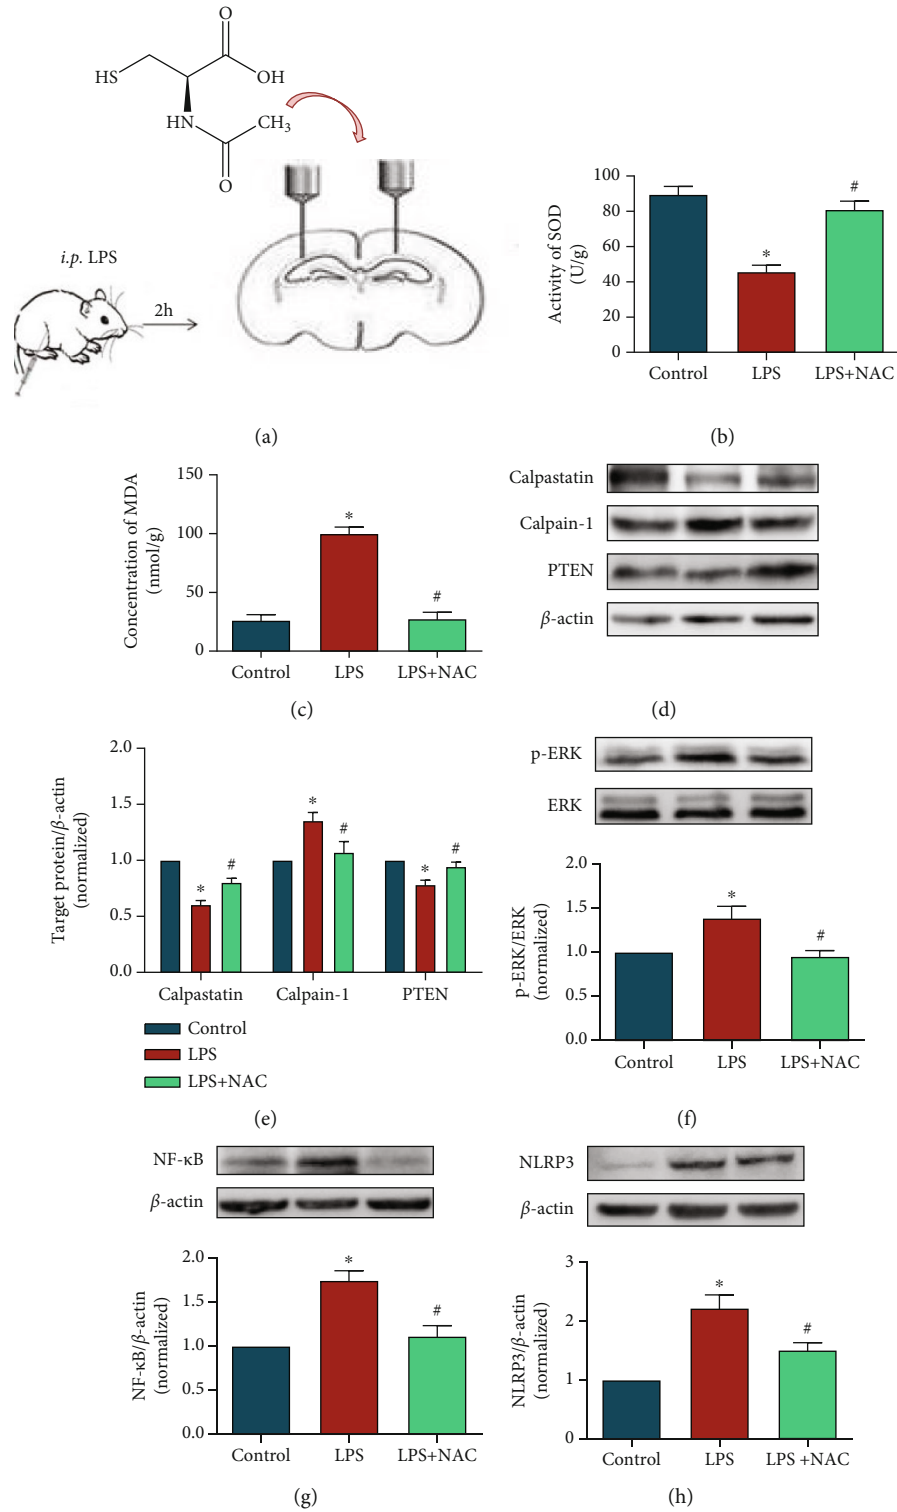 O
HS
OH
HN
CH3
O
i.p. LPS
2h
(a)
Activity of SOD
(U/g)
100
80
60
40
20
0
*
#
Control LPS LPS+NAC
(b)
Concentration of MDA
(nmol/g)
150
100
50
0
*
#
Control LPS LPS+NAC
(c)
Calpastatin
Calpain-1
PTEN
β-actin
(d)
Target protein/β-actin
(normalized)
2.0
1.5
1.0
0.5
0.0
* # * # * #
Calpastatin Calpain-1 PTEN
Control
LPS
LPS+NAC
(e)
p-ERK
ERK
p-ERK/ERK
(normalized)
2.0
1.5
1.0
0.5
0.0
*
#
Control LPS LPS+NAC
(f)
NF-κB
β-actin
NF-κB/β-actin
(normalized)
2.0
1.5
1.0
0.5
0.0
*
#
Control LPS LPS+NAC
(g)
NLRP3
β-actin
NLRP3/β-actin
(normalized)
3
2
1
0
*
#
Control LPS LPS +NAC
(h)